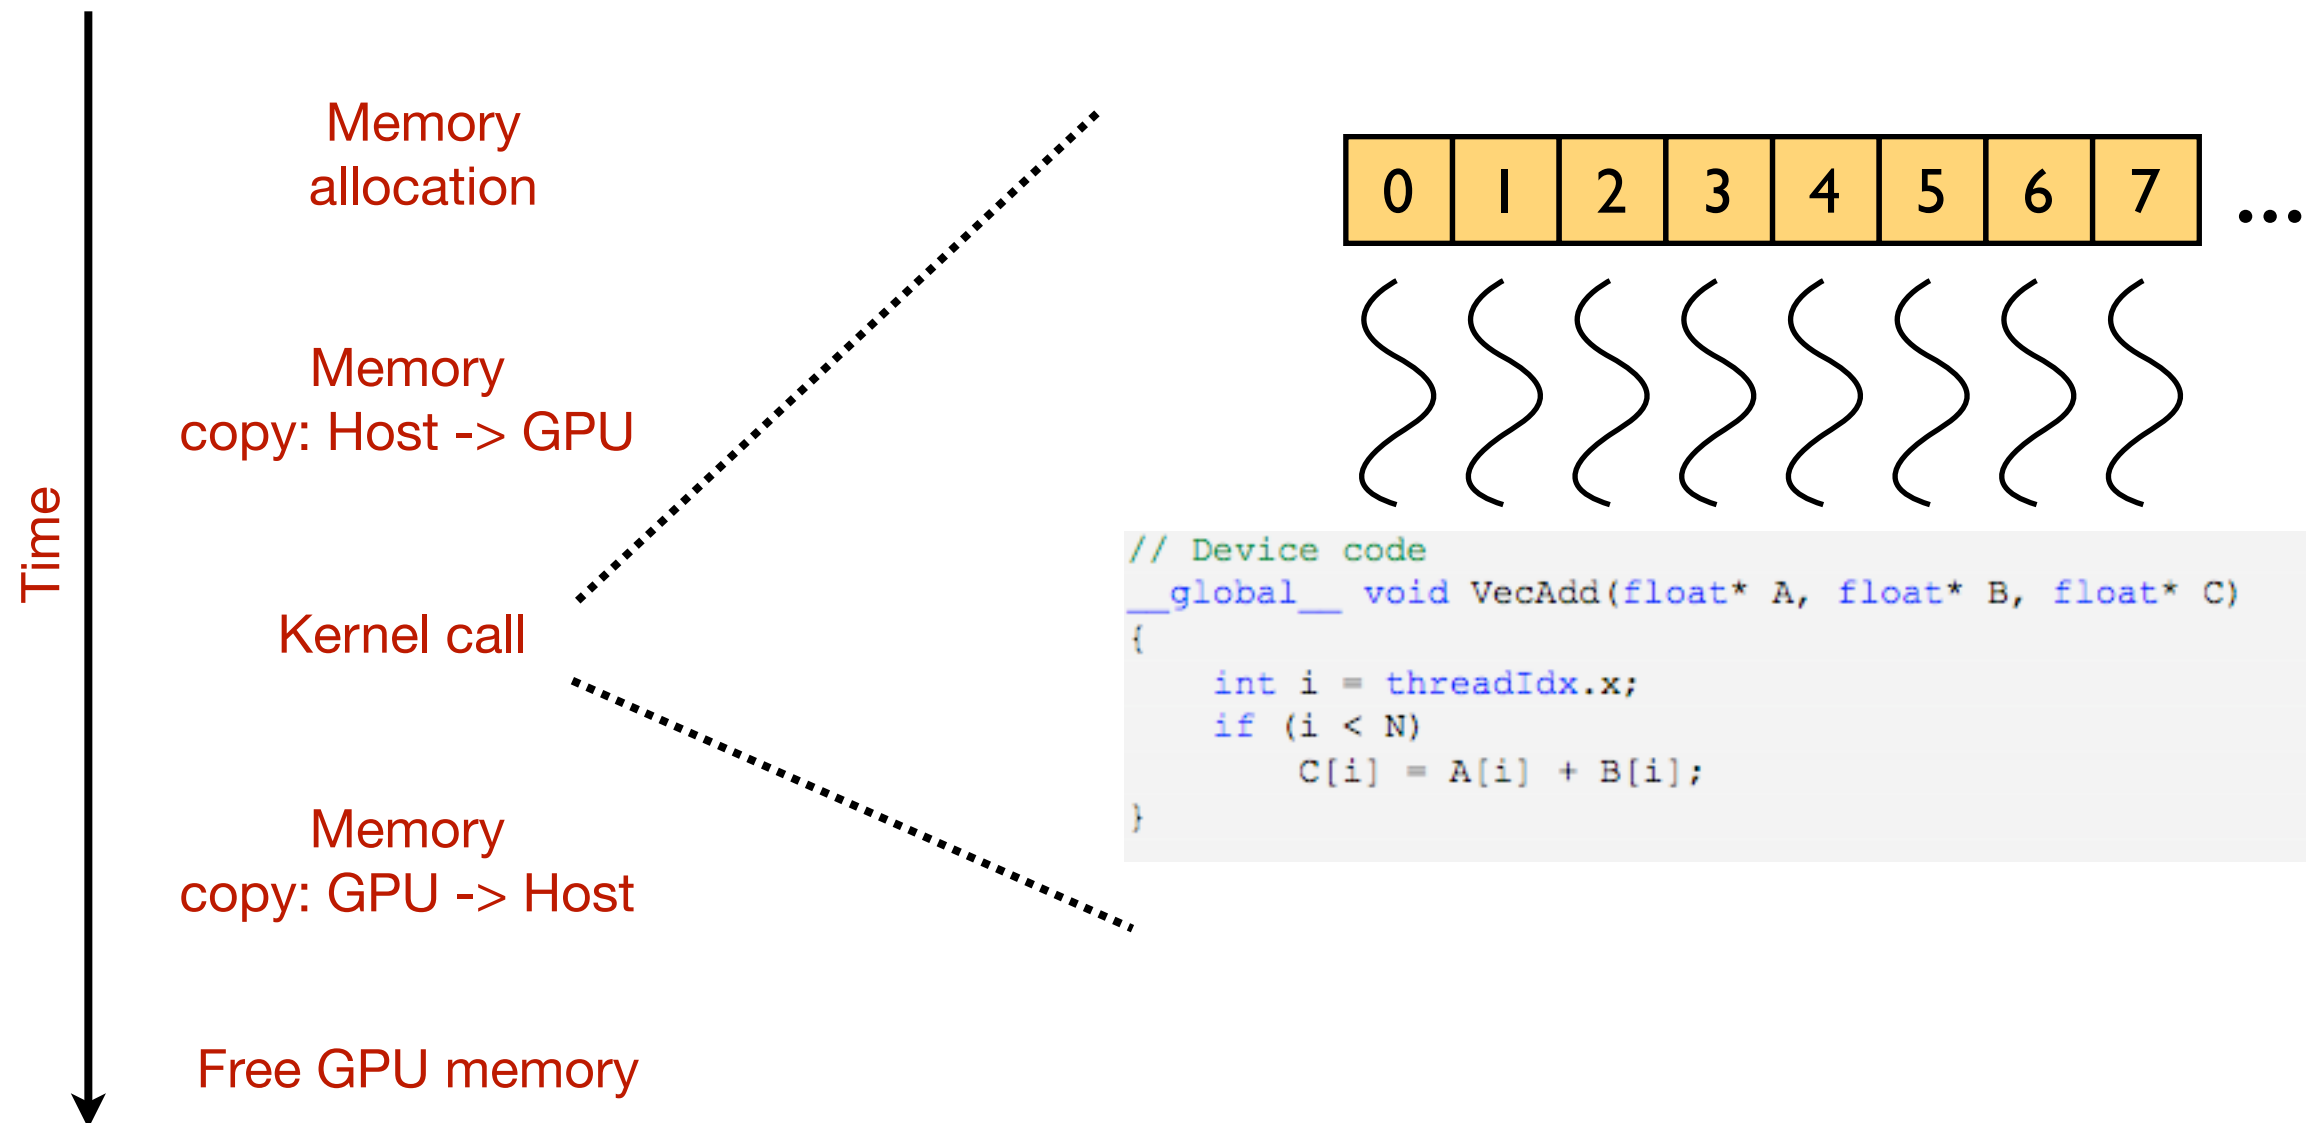 Time
Memory
allocation
Memory
copy: Host -> GPU
Kernel call
Memory
copy: GPU -> Host
Free GPU memory
0 1 2 3 4 5 6 7 ...
// Device code
__global__ void VecAdd(float* A, float* B, float* C)
{
    int i = threadIdx.x;
    if (i < N)
        C[i] = A[i] + B[i];
}